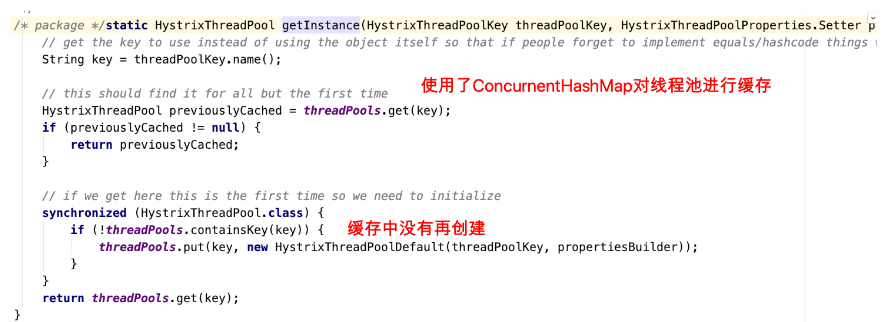 /* package */static HystrixThreadPool getInstance(HystrixThreadPoolKey threadPoolKey, HystrixThreadPoolProperties.Setter
// get the key to use instead of using the object itself so that if people forget to implement equals/hashcode things
String key = threadPoolKey.name();
// this should find it for all but the first time
使用了ConcurnentHashMap对线程池进行缓存
HystrixThreadPool previouslyCached = threadPools.get(key);
if (previouslyCached != null) {
return previouslyCached;
}
// if we get here this is the first time so we need to initialize
synchronized (HystrixThreadPool.class) {
if (!threadPools.containsKey(key)) { 缓存中没有再创建
threadPools.put(key, new HystrixThreadPoolDefault(threadPoolKey, propertiesBuilder));
}
}
return threadPools.get(key);
}